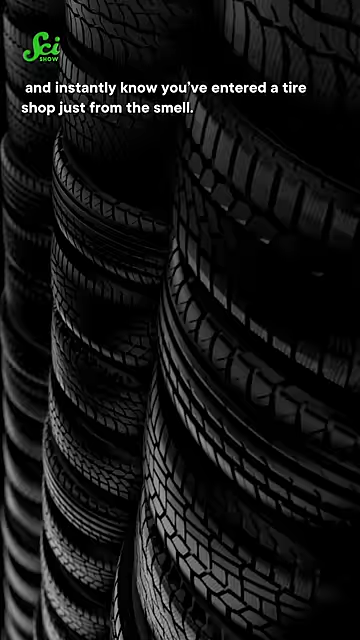 Sci
SHOW
and instantly know you've entered a tire
shop just from the smell.